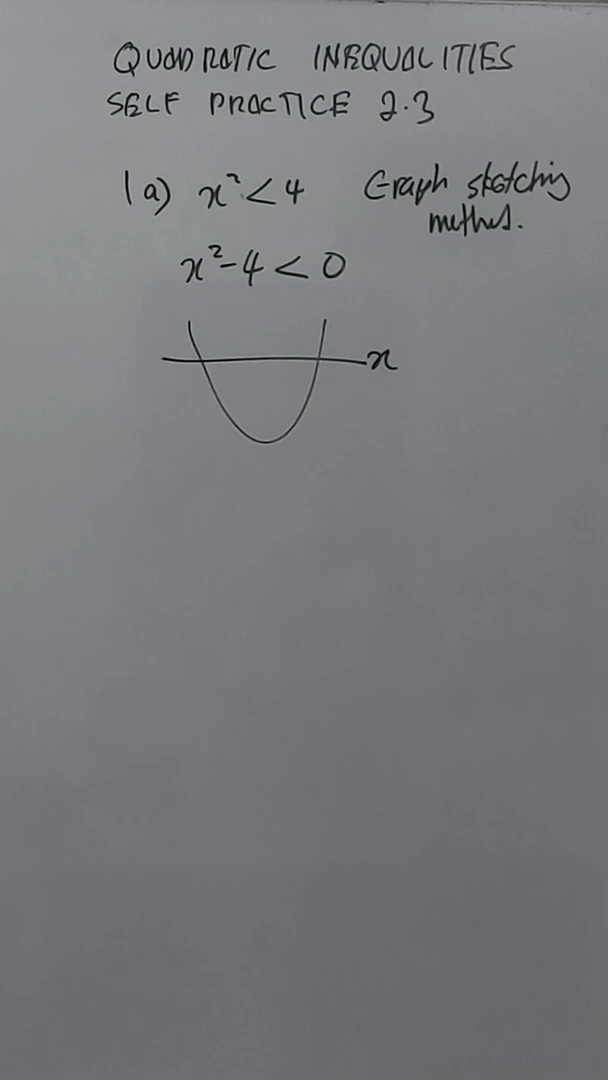 QUADRATIC INEQUALITIES
SELF PRACTICE 2.3
1a) x² < 4 Graph sketching
method.
x² - 4 < 0
x